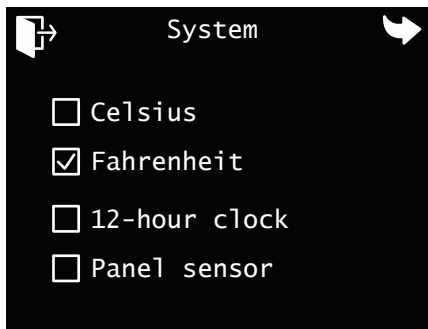 System
Celsius
Fahrenheit
12-hour clock
Panel sensor